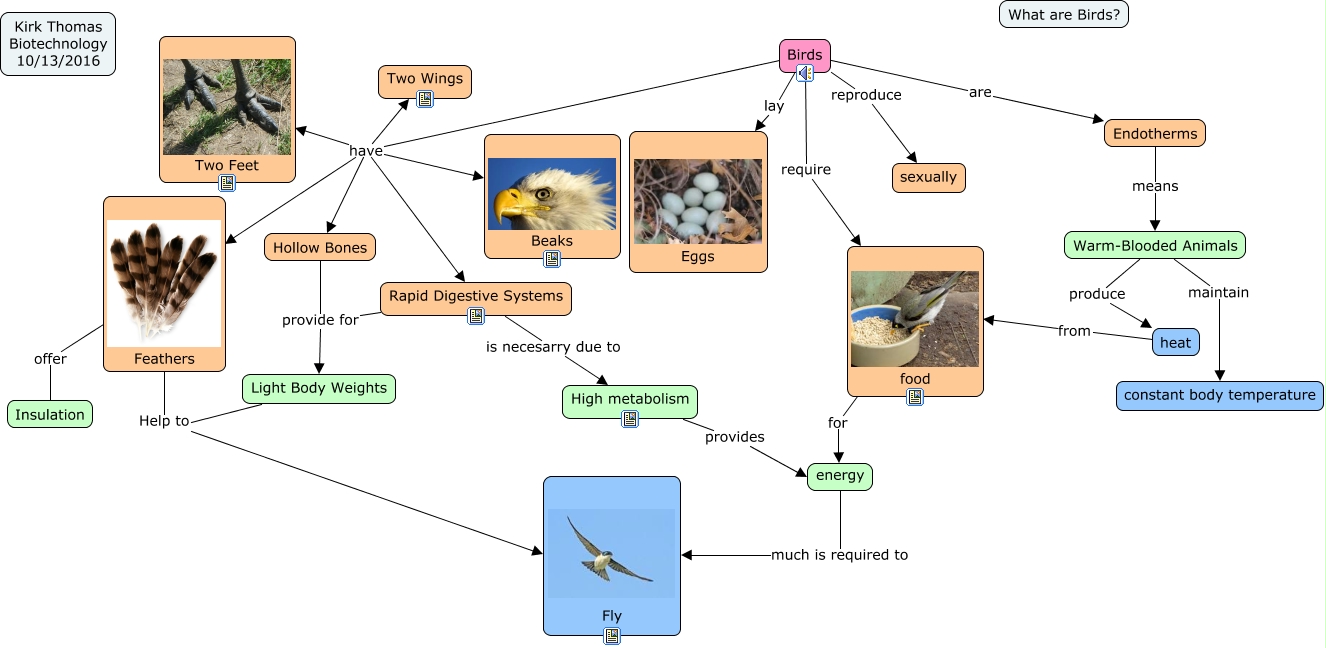 Kirk Thomas
Biotechnology
10/13/2016
What are Birds?
Birds
Two Wings
lay
reproduce
are
Endotherms
have
Two Feet
require
sexually
means
Hollow Bones
Beaks
Eggs
Warm-Blooded Animals
Rapid Digestive Systems
produce
maintain
provide for
is necesarry due to
from
heat
offer
Feathers
food
Light Body Weights
High metabolism
constant body temperature
Insulation
Help to
provides
for
energy
much is required to
Fly